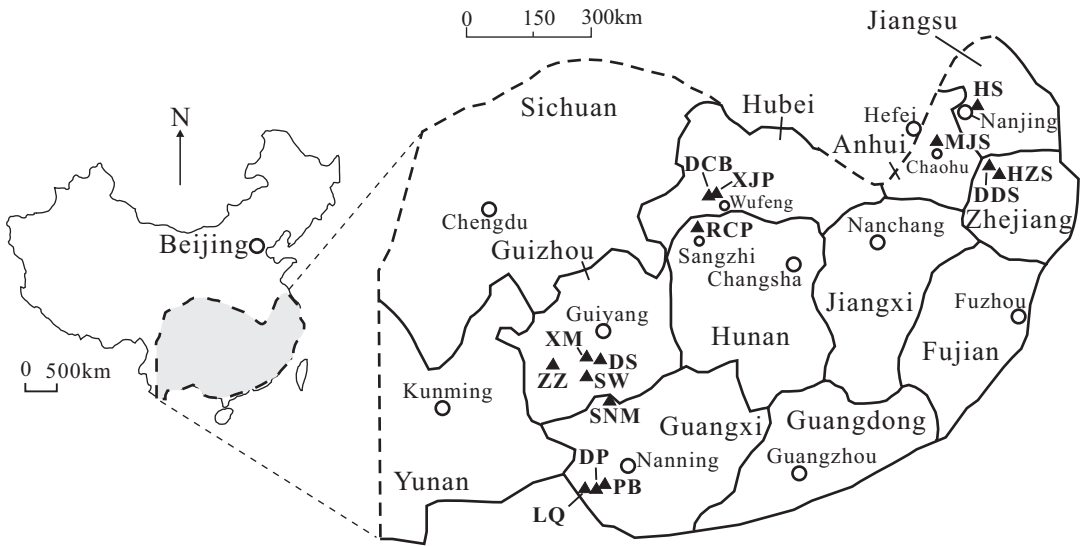 0 150 300km
Jiangsu
Sichuan
Hubei
HS
Hefei
Nanjing
N
Anhui
MJS
Chaohu
DCB
XJP
HZS
Wufeng
DDS
Chengdu
Zhejiang
RCP
Nanchang
Beijing
Guizhou
Sangzhi
Changsha
Jiangxi
Fuzhou
Guiyang
Hunan
XM
DS
Fujian
0 500km
ZZ
SW
Kunming
SNM
Guangxi
Guangdong
DP
Nanning
Guangzhou
Yunan
PB
LQ